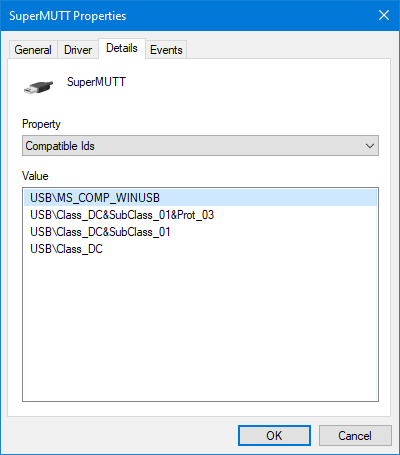 SuperMUTT Properties
General Driver Details Events
SuperMUTT
Property
Compatible Ids
Value
USB\MS_COMP_WINUSB
USB\Class_DC&SubClass_01&Prot_03
USB\Class_DC&SubClass_01
USB\Class_DC
OK Cancel